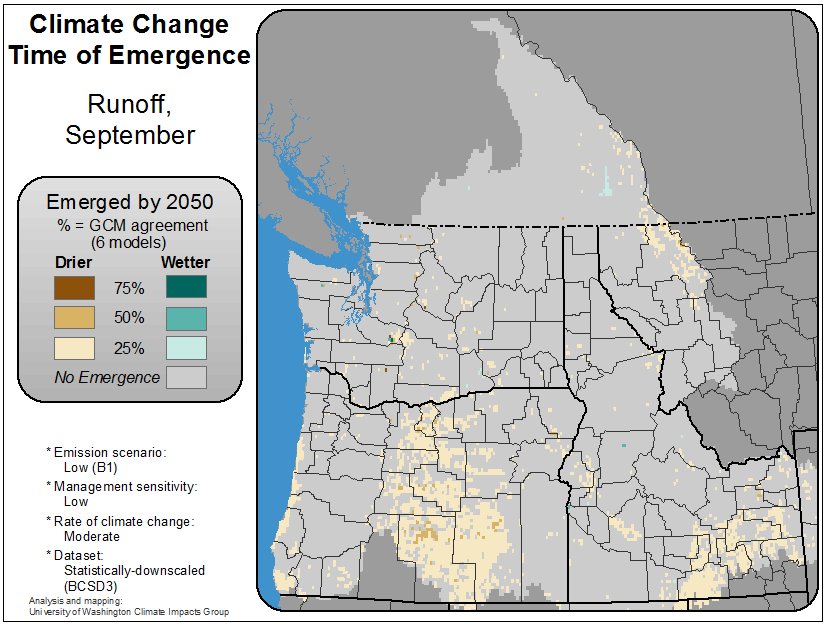 Climate Change
Time of Emergence
Runoff,
September
Emerged by 2050
% = GCM agreement
(6 models)
Drier Wetter
75%
50%
25%
No Emergence
* Emission scenario:
Low (B1)
* Management sensitivity:
Low
* Rate of climate change:
Moderate
* Dataset:
Statistically-downscaled
(BCSD3)
Analysis and mapping:
University of Washington Climate Impacts Group